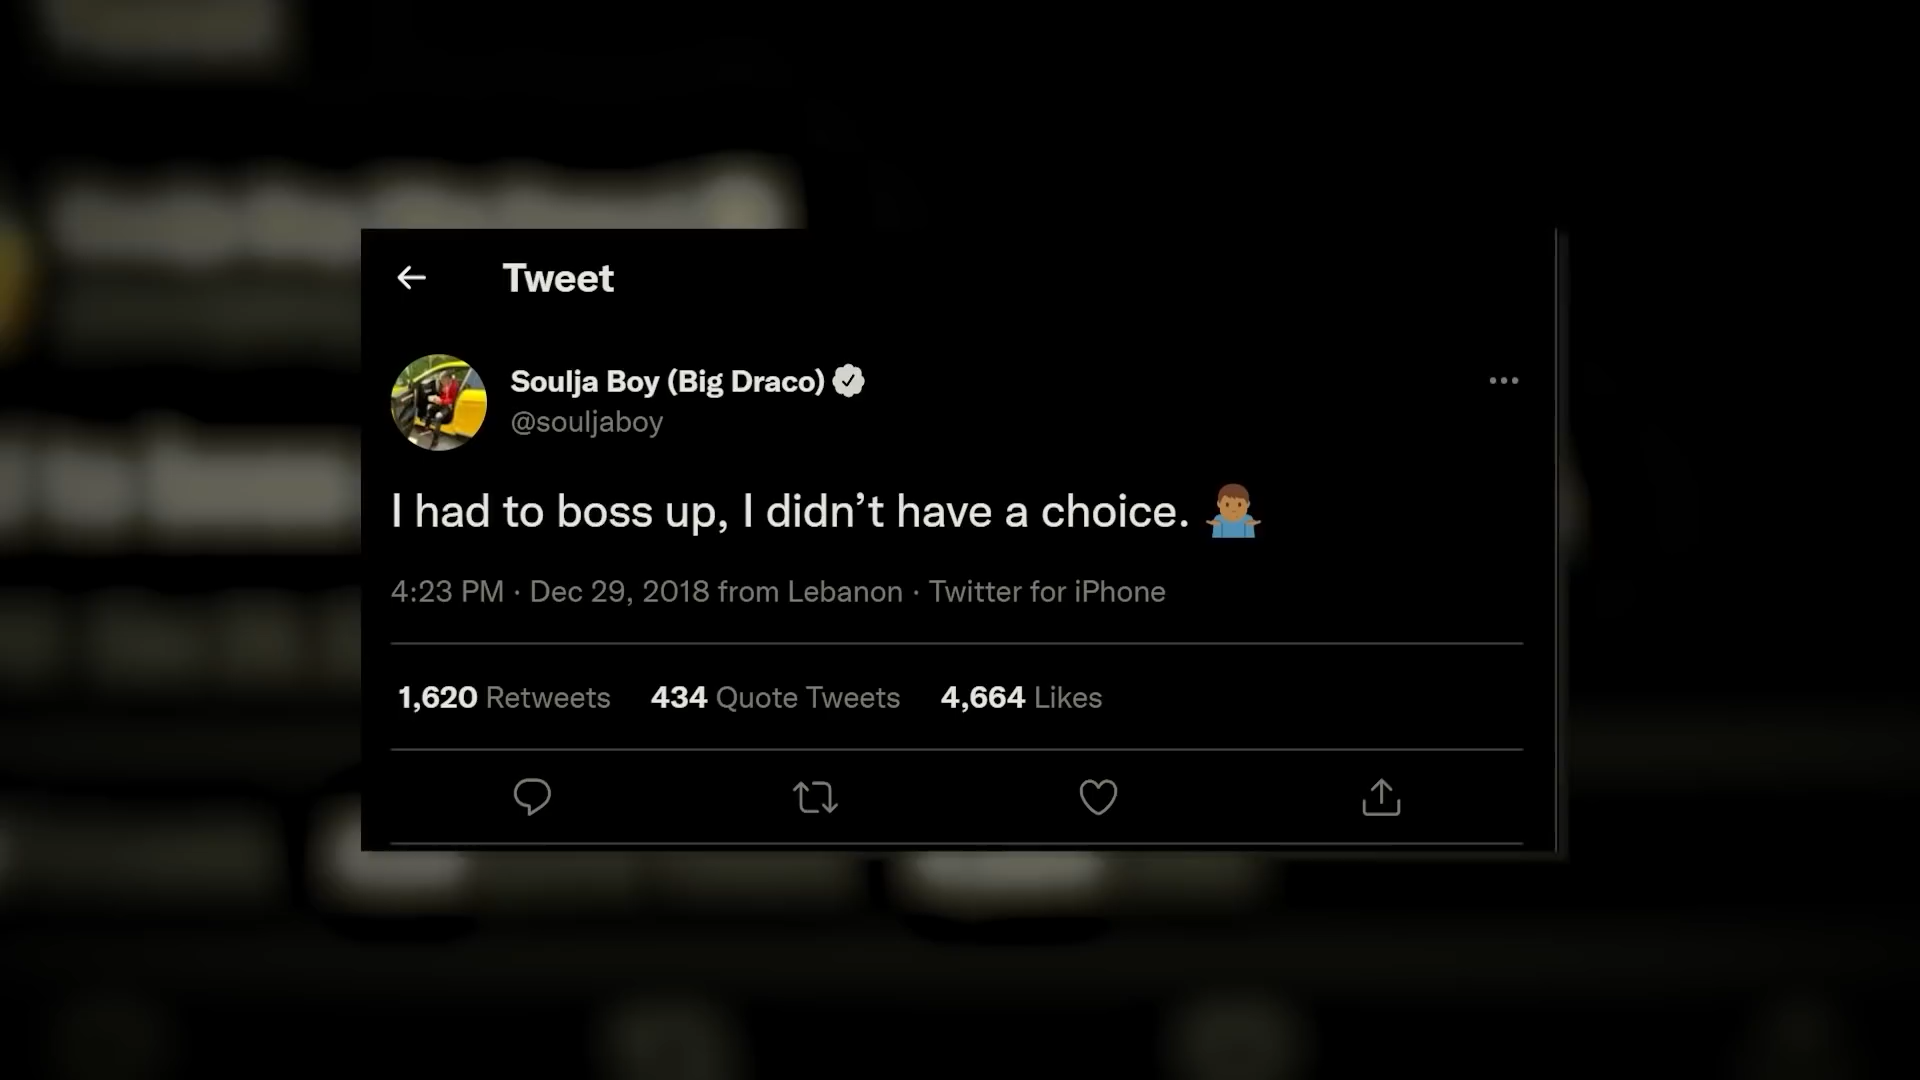 Tweet
Soulja Boy (Big Draco)
@souljaboy
I had to boss up, I didn’t have a choice. 🤷🏾‍♂️
4:23 PM · Dec 29, 2018 from Lebanon · Twitter for iPhone
1,620 Retweets 434 Quote Tweets 4,664 Likes